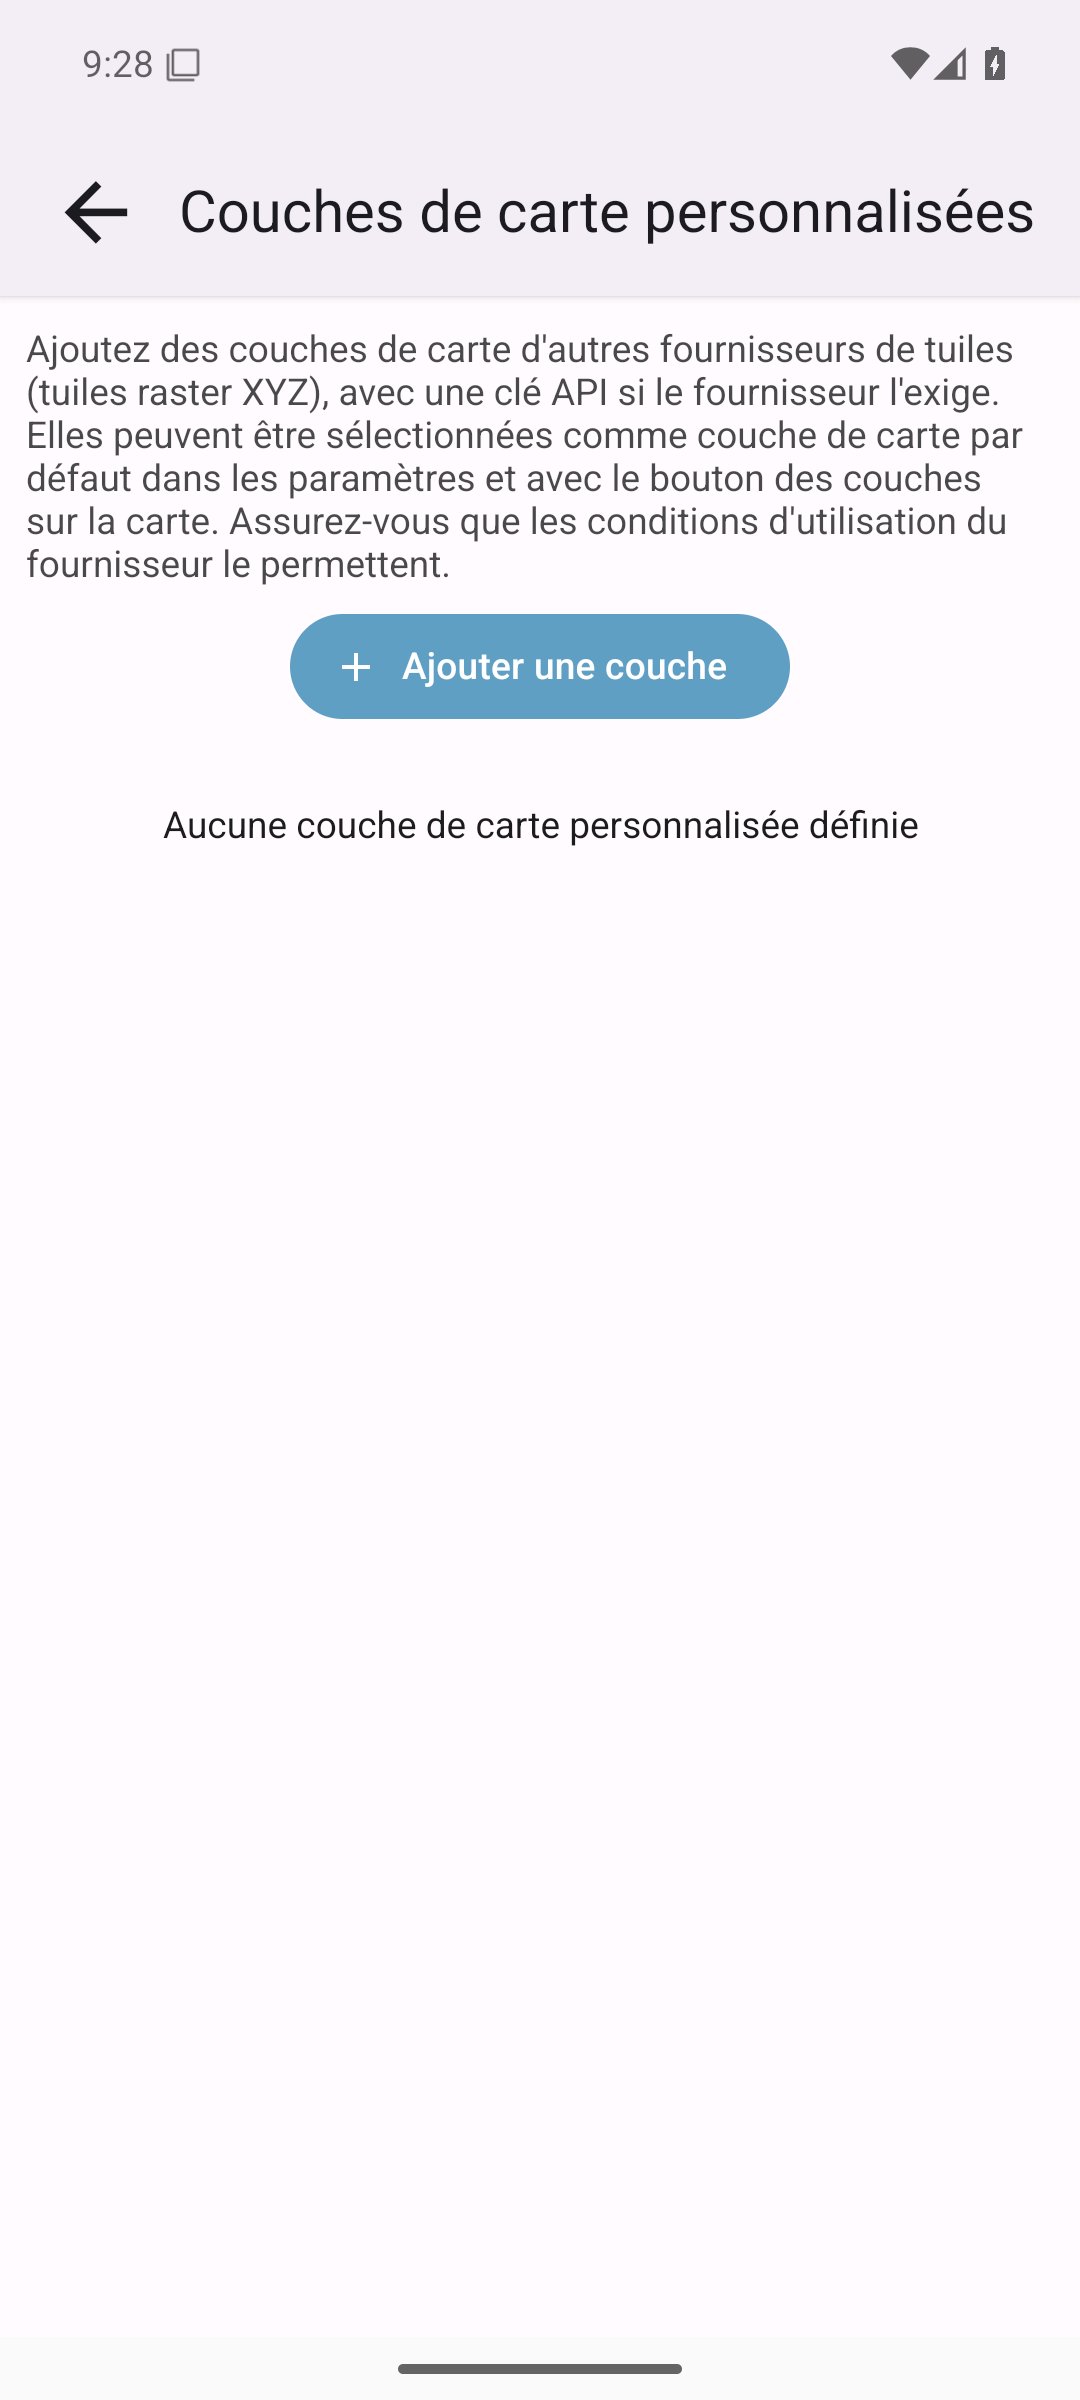 9:28
Couches de carte personnalisées
Ajoutez des couches de carte d'autres fournisseurs de tuiles
(tuiles raster XYZ), avec une clé API si le fournisseur l'exige.
Elles peuvent être sélectionnées comme couche de carte par
défaut dans les paramètres et avec le bouton des couches
sur la carte. Assurez-vous que les conditions d'utilisation du
fournisseur le permettent.
Ajouter une couche
Aucune couche de carte personnalisée définie